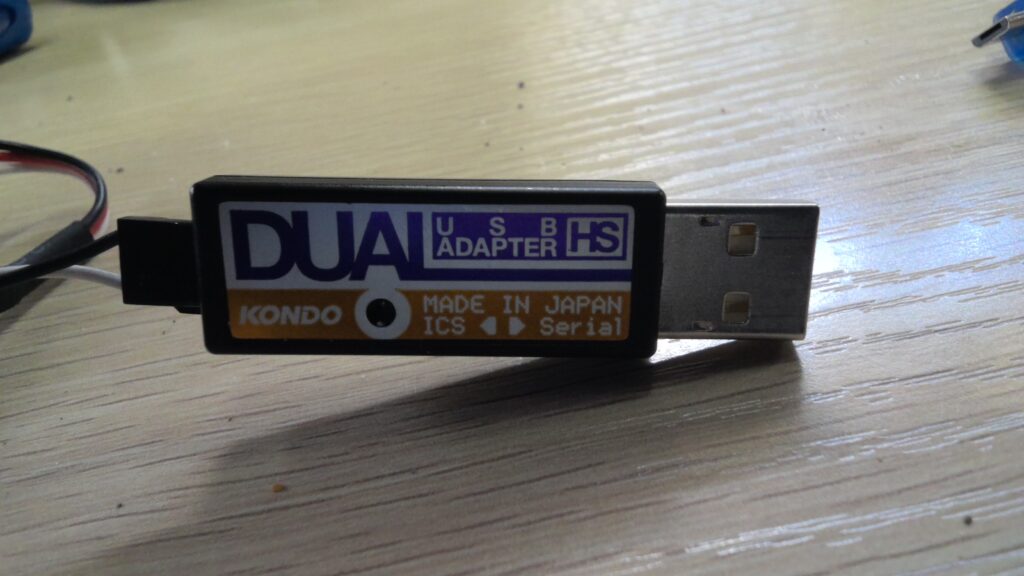 DUAL
U S B
ADAPTER
HS
KONDO
MADE IN JAPAN
ICS ◀ ▶ Serial